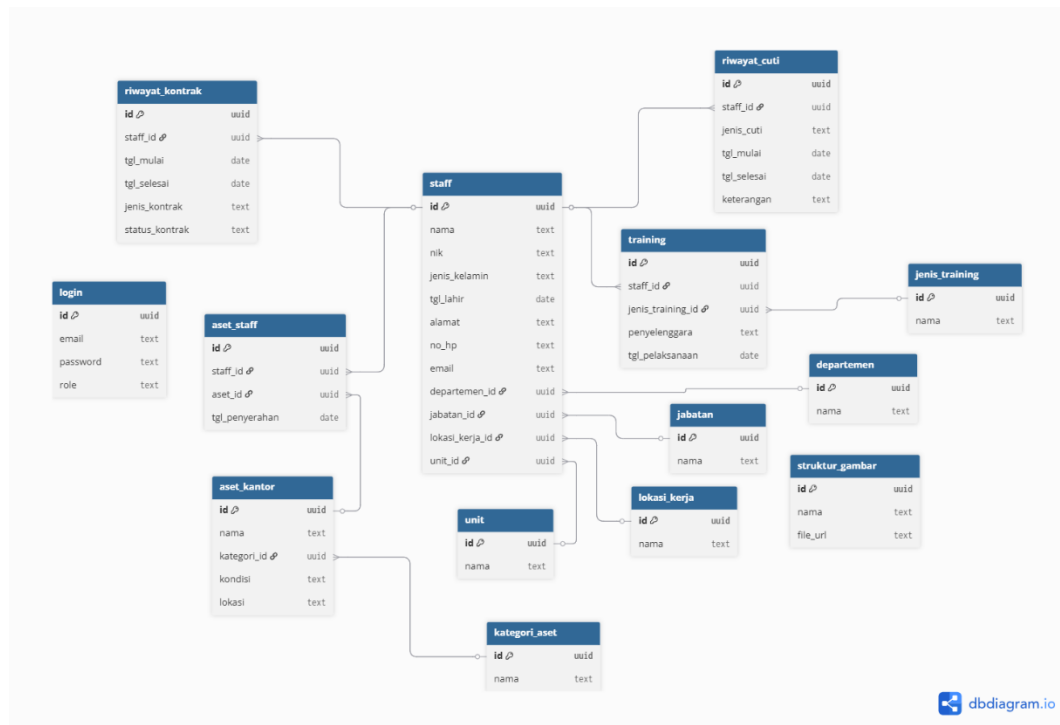 riwayat_kontrak
id uuid
staff_id uuid
tgl_mulai date
tgl_selesai date
jenis_kontrak text
status_kontrak text
login
id uuid
email text
password text
role text
aset_staff
id uuid
staff_id uuid
aset_id uuid
tgl_penyerahan date
aset_kantor
id uuid
nama text
kategori_id uuid
kondisi text
lokasi text
staff
id uuid
nama text
nik text
jenis_kelamin text
tgl_lahir date
alamat text
no_hp text
email text
departemen_id uuid
jabatan_id uuid
lokasi_kerja_id uuid
unit_id uuid
unit
id uuid
nama text
kategori_aset
id uuid
nama text
riwayat_cuti
id uuid
staff_id uuid
jenis_cuti text
tgl_mulai date
tgl_selesai date
keterangan text
training
id uuid
staff_id uuid
jenis_training_id uuid
penyelenggara text
tgl_pelaksanaan date
jenis_training
id uuid
nama text
departemen
id uuid
nama text
jabatan
id uuid
nama text
lokasi_kerja
id uuid
nama text
struktur_gambar
id uuid
nama text
file_url text
dbdiagram.io